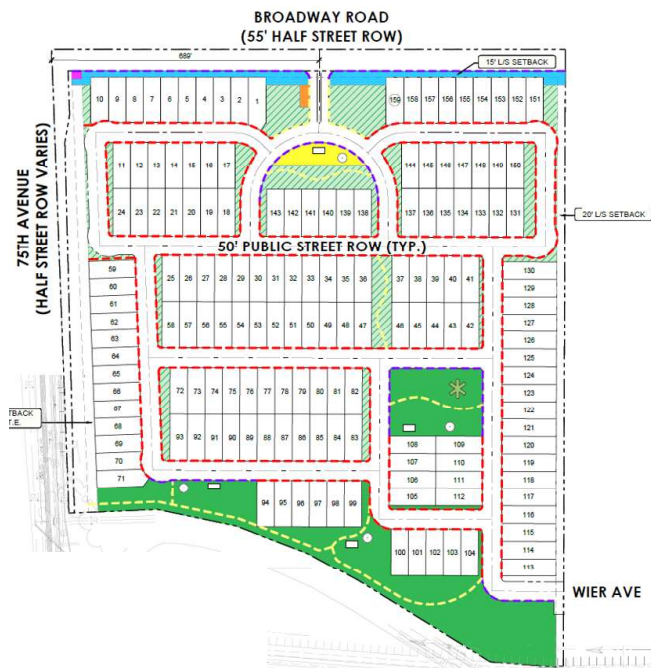 BROADWAY ROAD
(55' HALF STREET ROW)
689'
15' L/S SETBACK
10 9 8 7 6 5 4 3 2 1
159 158 157 156 155 154 153 152 151
75TH AVENUE
(HALF STREET ROW VARIES)
11 12 13 14 15 16 17
144 145 146 147 148 149 150
24 23 22 21 20 19 18
143 142 141 140 139 138
137 136 135 134 133 132 131
20' L/S SETBACK
50' PUBLIC STREET ROW (TYP.)
25 26 27 28 29 30 31 32 33 34 35 36
37 38 39 40 41
58 57 56 55 54 53 52 51 50 49 48 47
46 45 44 43 42
59
60
61
62
63
64
65
66
67
68
69
70
71
TBACK
T.E.
130
129
128
127
126
125
124
123
122
121
120
119
118
117
116
115
114
113
72 73 74 75 76 77 78 79 80 81 82
93 92 91 90 89 88 87 86 85 84 83
108 109
107 110
106 111
105 112
94 95 96 97 98 99
100 101 102 103 104
WIER AVE